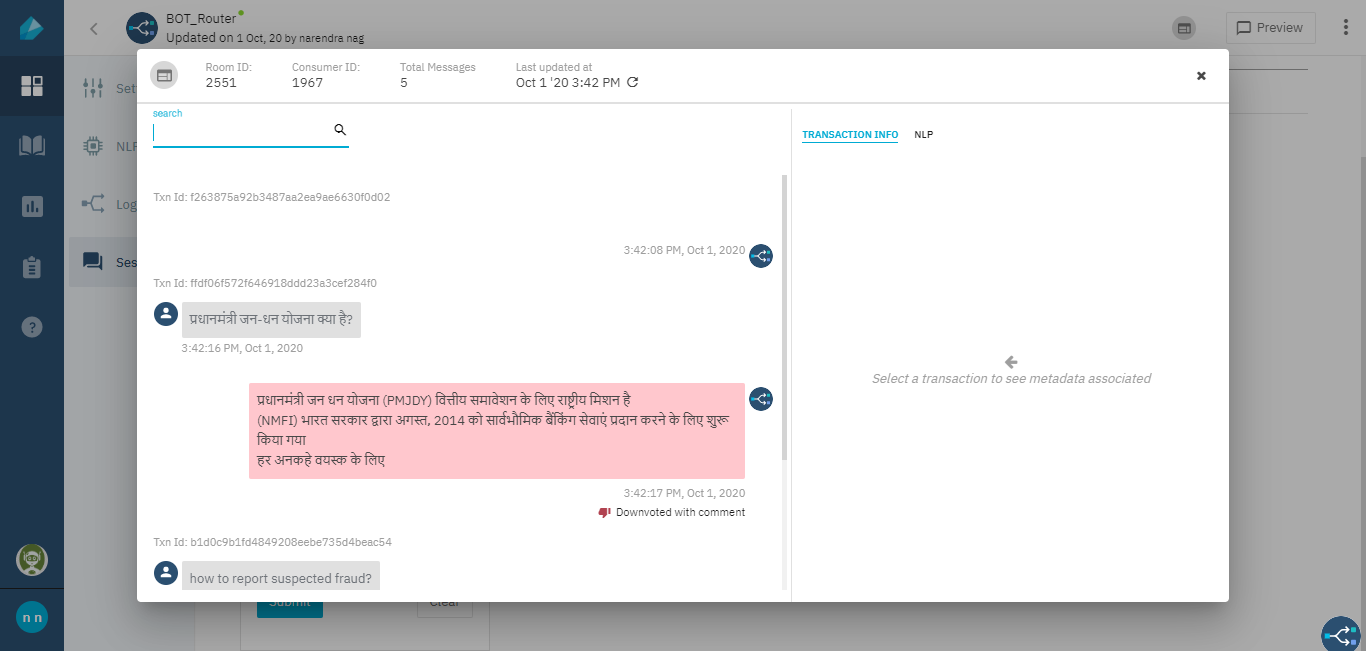 BOT_Router
Updated on 1 Oct, 20 by narendra nag
Preview
Room ID:
2551
Consumer ID:
1967
Total Messages
5
Last updated at
Oct 1 '20 3:42 PM
search
TRANSACTION INFO
NLP
Txn Id: f263875a92b3487aa2ea9ae6630f0d02
3:42:08 PM, Oct 1, 2020
Txn Id: ffdf06f572f646918ddd23a3cef284f0
प्रधानमंत्री जन-धन योजना क्या है?
3:42:16 PM, Oct 1, 2020
प्रधानमंत्री जन धन योजना (PMJDY) वित्तीय समावेशन के लिए राष्ट्रीय मिशन है
(NMFI) भारत सरकार द्वारा अगस्त, 2014 को सार्वभौमिक बैंकिंग सेवाएं प्रदान करने के लिए शुरू
किया गया
हर अनकहे वयस्क के लिए
3:42:17 PM, Oct 1, 2020
Downvoted with comment
Txn Id: b1d0c9b1fd4849208eebe735d4beac54
how to report suspected fraud?
Select a transaction to see metadata associated
Set
NLP
Log
Ses
Submit
Clear
n n